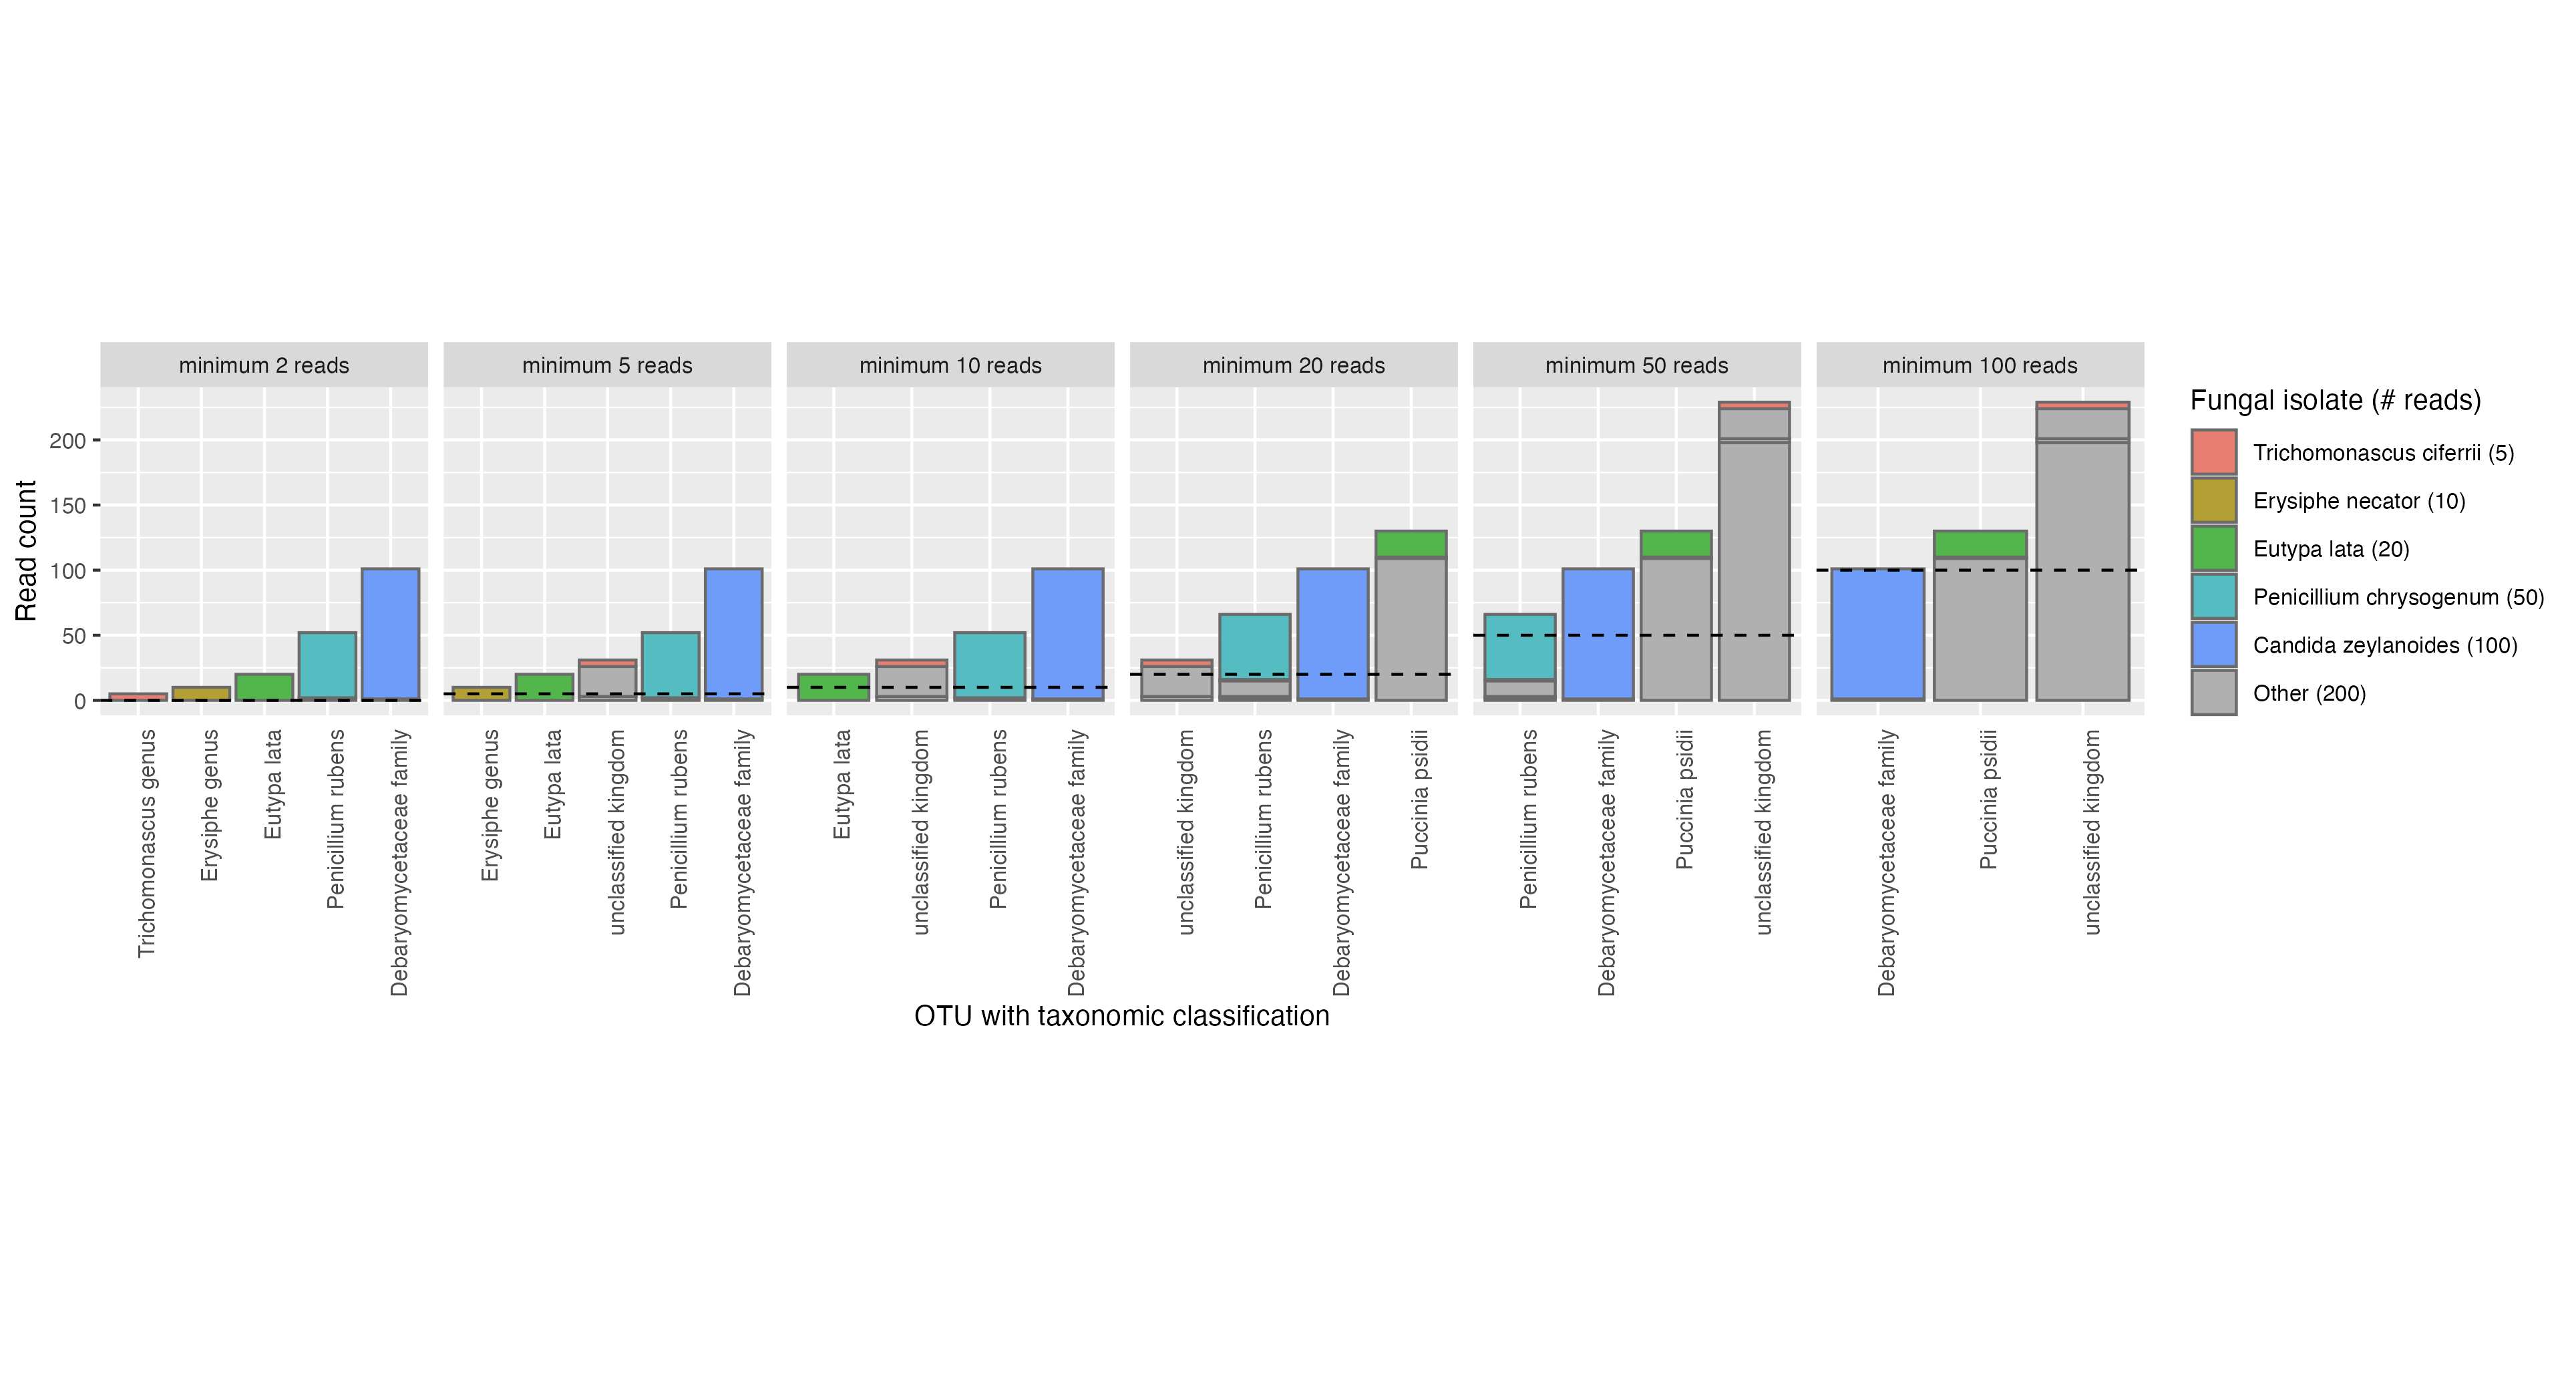 minimum 2 reads
minimum 5 reads
minimum 10 reads
minimum 20 reads
minimum 50 reads
minimum 100 reads
Read count
200
150
100
50
0
Trichomonascus genus
Erysiphe genus
Eutypa lata
Penicillium rubens
Debaryomycetaceae family
Erysiphe genus
Eutypa lata
unclassified kingdom
Penicillium rubens
Debaryomycetaceae family
Eutypa lata
unclassified kingdom
Penicillium rubens
Debaryomycetaceae family
unclassified kingdom
Penicillium rubens
Debaryomycetaceae family
Puccinia psidii
Penicillium rubens
Debaryomycetaceae family
Puccinia psidii
unclassified kingdom
Debaryomycetaceae family
Puccinia psidii
unclassified kingdom
OTU with taxonomic classification
Fungal isolate (# reads)
Trichomonascus ciferrii (5)
Erysiphe necator (10)
Eutypa lata (20)
Penicillium chrysogenum (50)
Candida zeylanoides (100)
Other (200)